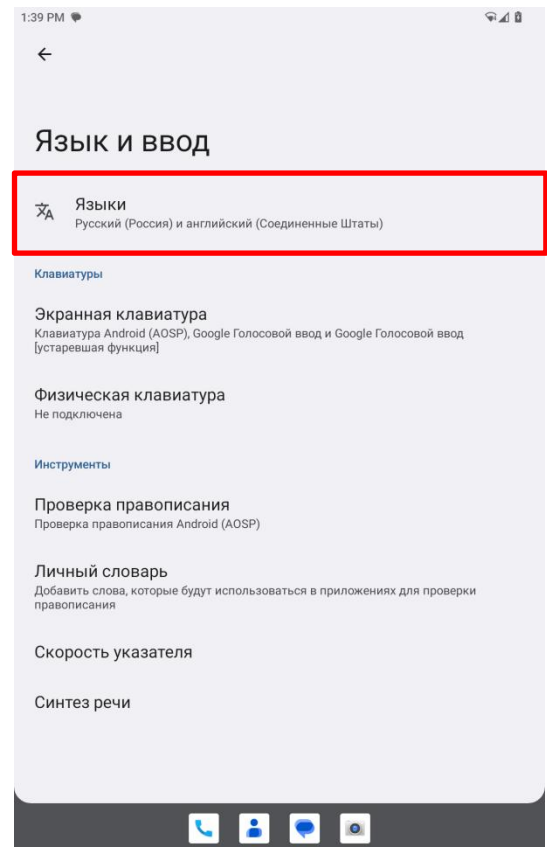 1:39 PM
Язык и ввод
Языки
Русский (Россия) и английский (Соединенные Штаты)
Клавиатуры
Экранная клавиатура
Клавиатура Android (AOSP), Google Голосовой ввод и Google Голосовой ввод
[устаревшая функция]
Физическая клавиатура
Не подключена
Инструменты
Проверка правописания
Проверка правописания Android (AOSP)
Личный словарь
Добавить слова, которые будут использоваться в приложениях для проверки
правописания
Скорость указателя
Синтез речи